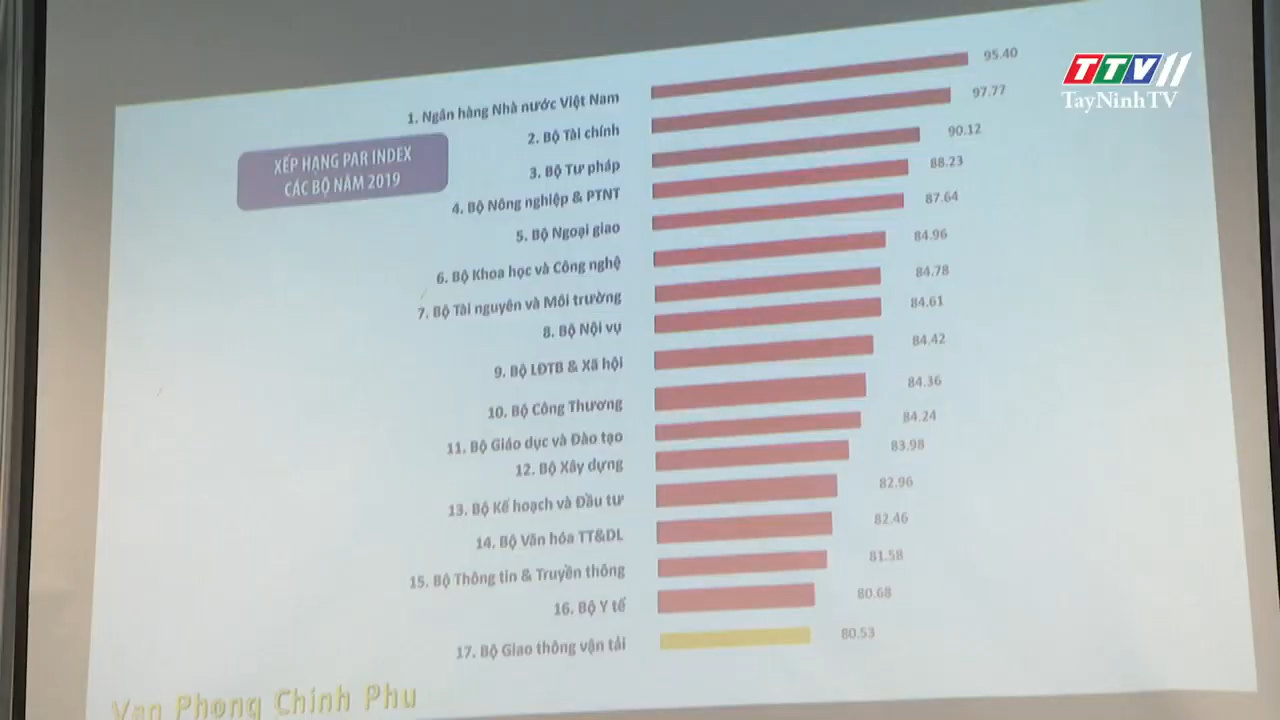 TTV11
TayNinhTV
XẾP HẠNG PAR INDEX
CÁC BỘ NĂM 2019
1. Ngân hàng Nhà nước Việt Nam 95.40
2. Bộ Tài chính 97.77
3. Bộ Tư pháp 90.12
4. Bộ Nông nghiệp & PTNT 88.23
5. Bộ Ngoại giao 87.64
6. Bộ Khoa học và Công nghệ 84.96
7. Bộ Tài nguyên và Môi trường 84.78
8. Bộ Nội vụ 84.61
9. Bộ LĐTB & Xã hội 84.42
10. Bộ Công Thương 84.36
11. Bộ Giáo dục và Đào tạo 84.24
12. Bộ Xây dựng 83.98
13. Bộ Kế hoạch và Đầu tư 82.96
14. Bộ Văn hóa TT&DL 82.46
15. Bộ Thông tin & Truyền thông 81.58
16. Bộ Y tế 80.68
17. Bộ Giao thông vận tải 80.53
Van Phong Chinh Phu